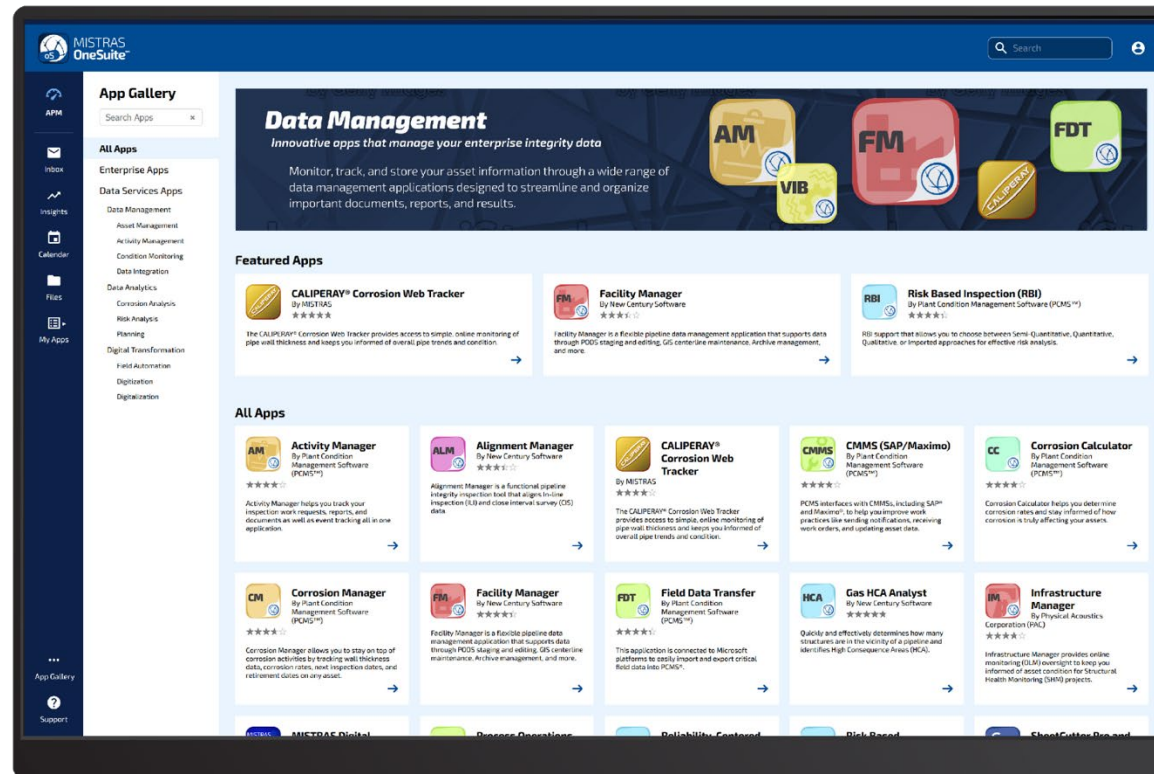 MISTRAS
OneSuite™
Search
APM
Inbox
Insights
Calendar
Files
My Apps
App Gallery
Support
App Gallery
Search Apps ×
All Apps
Enterprise Apps
Data Services Apps
Data Management
Asset Management
Activity Management
Condition Monitoring
Data Integration
Data Analytics
Corrosion Analysis
Risk Analysis
Planning
Digital Transformation
Field Automation
Digitization
Digitalization
Data Management
Innovative apps that manage your enterprise integrity data
Monitor, track, and store your asset information through a wide range of
data management applications designed to streamline and organize
important documents, reports, and results.
AM
VIB
FM
CALIPERAY
FDT
Featured Apps
CALIPERAY® Corrosion Web Tracker
By MISTRAS
The CALIPERAY® Corrosion Web Tracker provides access to simple, online monitoring of
pipe wall thickness and keeps you informed of overall pipe trends and condition.
FM
Facility Manager
By New Century Software
Facility Manager is a flexible pipeline data management application that supports data
through PODS staging and editing, GIS centerline maintenance, Archive management,
and more.
RBI
Risk Based Inspection (RBI)
By Plant Condition Management Software (PCMS™)
RBI support that allows you to choose between Semi-Quantitative, Quantitative,
Qualitative, or Imported approaches for effective risk analysis.
All Apps
AM
Activity Manager
By Plant Condition
Management Software
(PCMS™)
Activity Manager helps you track your
inspection work requests, reports, and
documents as well as event tracking all in one
application.
ALM
Alignment Manager
By New Century Software
Alignment Manager is a functional pipeline
integrity inspection tool that aligns In-line
inspection (ILI) and close interval survey (CIS)
data.
CALIPERAY®
Corrosion Web
Tracker
By MISTRAS
The CALIPERAY® Corrosion Web Tracker
provides access to simple, online monitoring of
pipe wall thickness and keeps you informed of
overall pipe trends and condition.
CMMS
CMMS (SAP/Maximo)
By Plant Condition
Management Software
(PCMS™)
PCMS interfaces with CMMSs, including SAP®
and Maximo®, to help you improve work
practices like sending notifications, receiving
work orders, and updating asset data.
CC
Corrosion Calculator
By Plant Condition
Management Software
(PCMS™)
Corrosion Calculator helps you determine
corrosion rates and stay informed of how
corrosion is truly affecting your assets.
CM
Corrosion Manager
By Plant Condition
Management Software
(PCMS™)
Corrosion Manager allows you to stay on top of
corrosion activities by tracking wall thickness
data, corrosion rates, next inspection dates, and
retirement dates on any asset.
FM
Facility Manager
By New Century Software
Facility Manager is a flexible pipeline data
management application that supports data
through PODS staging and editing, GIS centerline
maintenance, Archive management, and more.
FDT
Field Data Transfer
By Plant Condition
Management Software
(PCMS™)
This application is connected to Microsoft
platforms to easily import and export critical
field data into PCMS®.
HCA
Gas HCA Analyst
By New Century Software
Quickly and effectively determines how many
structures are in the vicinity of a pipeline and
identifies High Consequence Areas (HCA).
IM
Infrastructure
Manager
By Physical Acoustics
Corporation (PAC)
Infrastructure Manager provides online
monitoring (OLM) oversight to keep you
informed of asset condition for Structural
Health Monitoring (SHM) projects.
MISTRAS
MISTRAS Digital
Process Operations
Reliability-Centered
Risk Based
SheetCutter Pro and